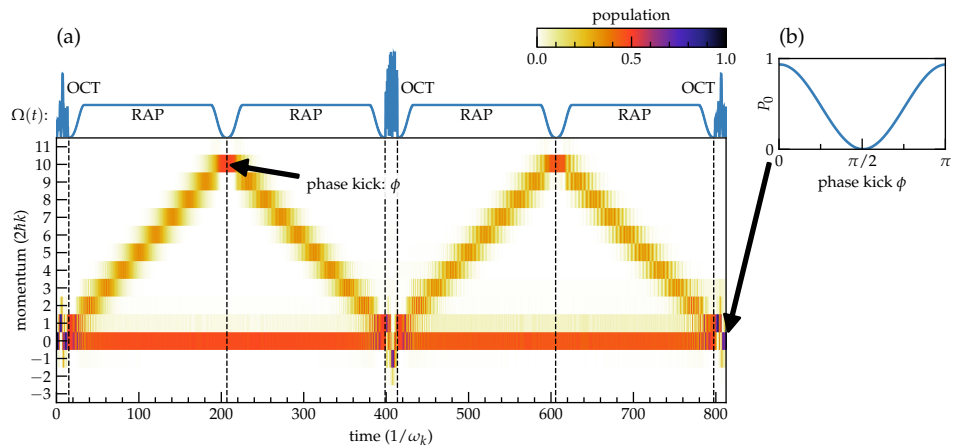 population
(a)
0.0 0.5 1.0
(b)
OCT OCT OCT
Ω(t): RAP RAP RAP RAP
phase kick: ϕ
momentum (2ħk)
11
10
9
8
7
6
5
4
3
2
1
0
−1
−2
−3
0 100 200 300 400 500 600 700 800
time (1/ω_k)
P₀
1
0
0 π/2 π
phase kick ϕ